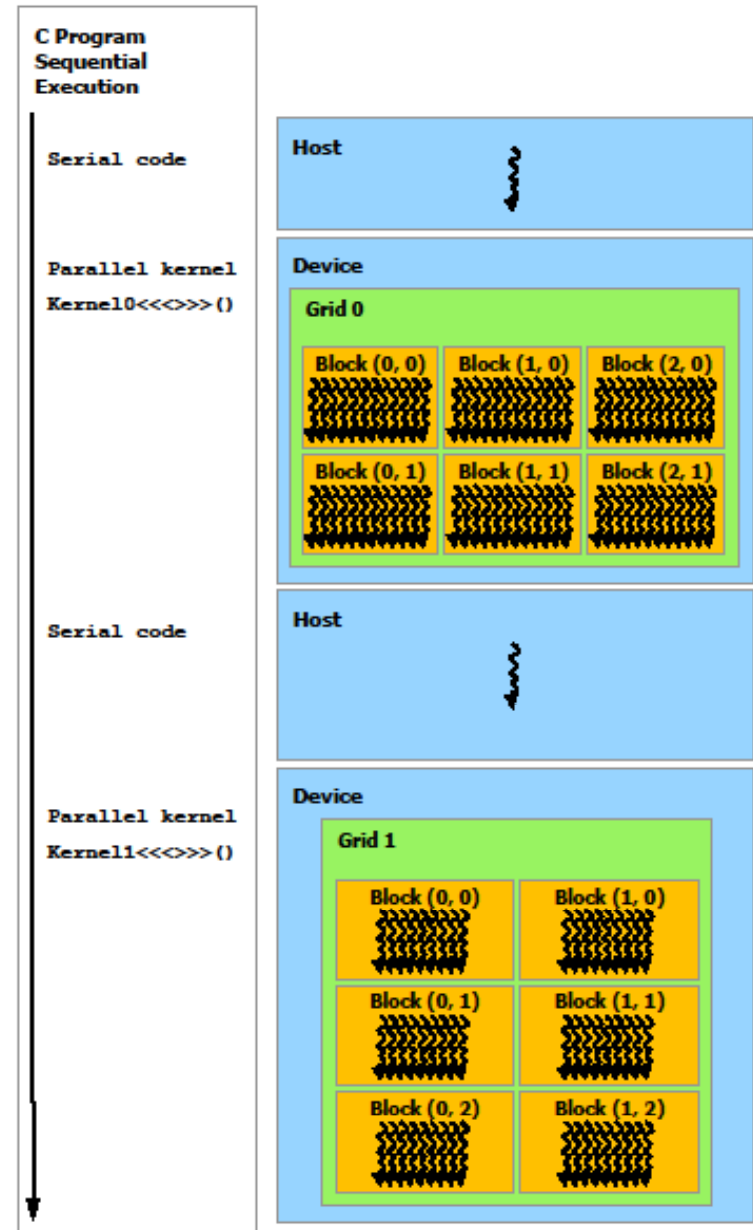 C Program
Sequential
Execution
Serial code
Host
Parallel kernel
Kernel0<<<>>>()
Device
Grid 0
Block (0, 0) Block (1, 0) Block (2, 0)
Block (0, 1) Block (1, 1) Block (2, 1)
Serial code
Host
Parallel kernel
Kernel1<<<>>>()
Device
Grid 1
Block (0, 0) Block (1, 0)
Block (0, 1) Block (1, 1)
Block (0, 2) Block (1, 2)